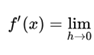 f′(x) = lim
h→0